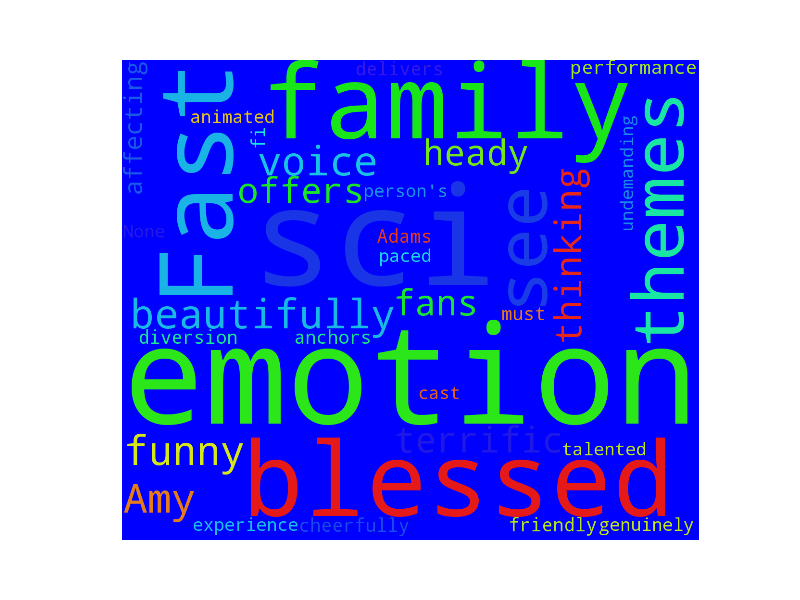 delivers
performance
family
affecting
Fast
animated
fi
voice
heady
themes
undemanding
offers
person's
thinking
sci
see
None
Adams
paced
beautifully
fans
must
diversion
anchors
emotion
cast
terrific
funny
blessed
talented
Amy
experience
cheerfully
friendly
genuinely